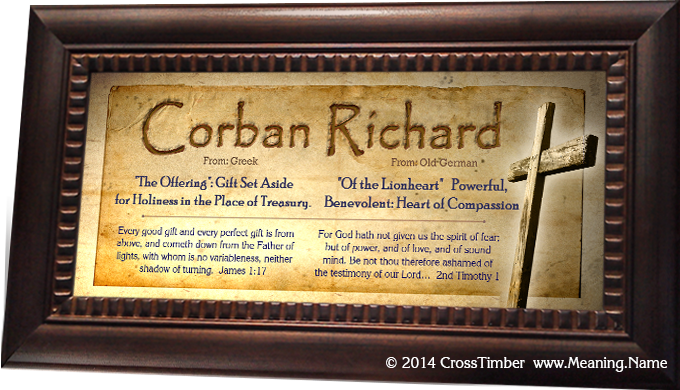 Corban Richard
From: Greek From: Old German
"The Offering": Gift Set Aside
for Holiness in the Place of Treasury.
"Of the Lionheart" Powerful,
Benevolent: Heart of Compassion
Every good gift and every perfect gift is from
above, and cometh down from the Father of
lights, with whom is no variableness, neither
shadow of turning. James 1:17
For God hath not given us the spirit of fear;
but of power, and of love, and of sound
mind. Be not thou therefore ashamed of
the testimony of our Lord... 2nd Timothy 1
© 2014 CrossTimber www.Meaning.Name